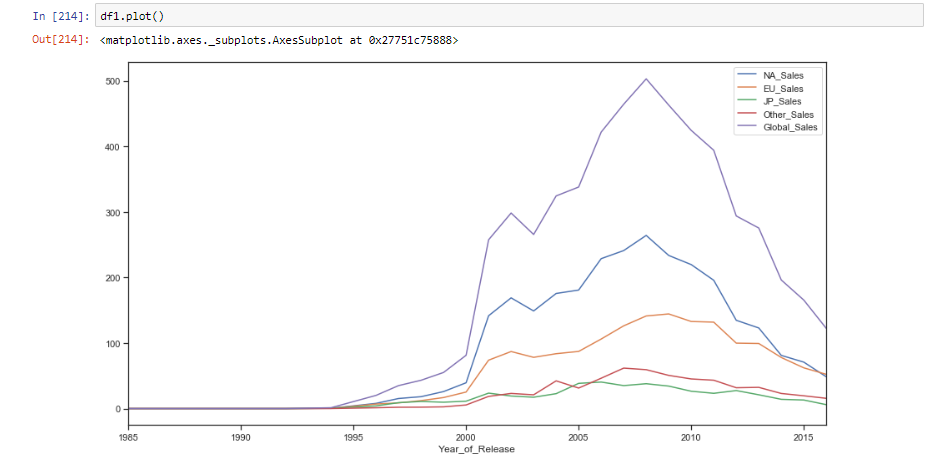 In [214]: df1.plot()
Out[214]: <matplotlib.axes._subplots.AxesSubplot at 0x27751c75888>
NA_Sales
EU_Sales
JP_Sales
Other_Sales
Global_Sales
500
400
300
200
100
0
1985 1990 1995 2000 2005 2010 2015
Year_of_Release